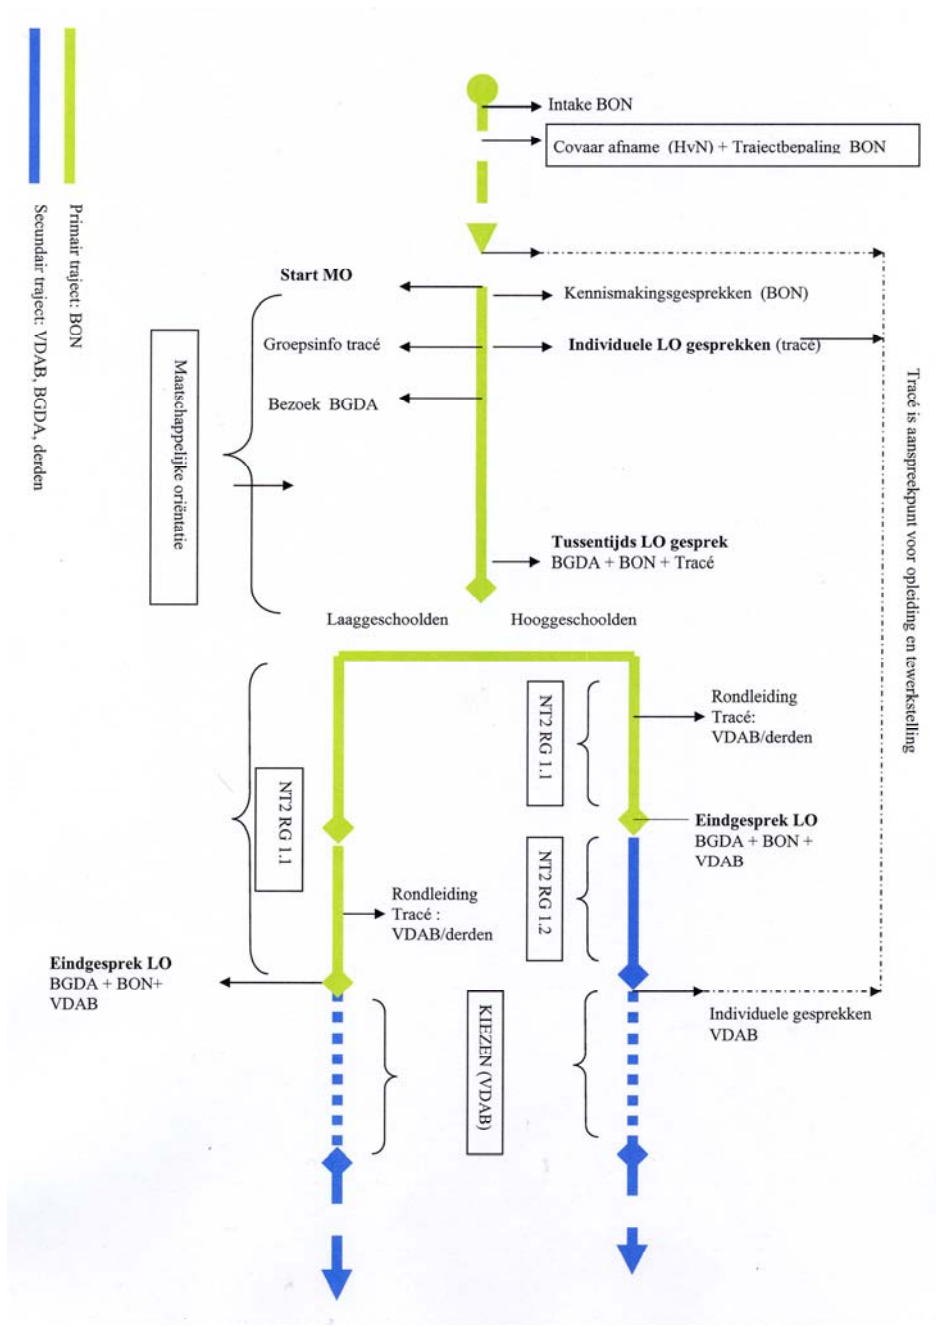 Intake BON
Covaar afname (HvN) + Trajectbepaling BON
Primair traject: BON
Secundair traject: VDAB, BGDA, derden
Start MO
Kennismakingsgesprekken (BON)
Groepsinfo tracé
Individuele LO gesprekken (tracé)
Bezoek BGDA
Maatschappelijke oriëntatie
Tracé is aanspreekpunt voor opleiding en tewerkstelling
Tussentijds LO gesprek
BGDA + BON + Tracé
Laaggeschoolden
Hooggeschoolden
NT2 RG 1.1
Rondleiding
Tracé:
VDAB/derden
NT2 RG 1.1
Eindgesprek LO
BGDA + BON +
VDAB
NT2 RG 1.2
Rondleiding
Tracé :
VDAB/derden
Eindgesprek LO
BGDA + BON+
VDAB
KIEZEN (VDAB)
Individuele gesprekken
VDAB